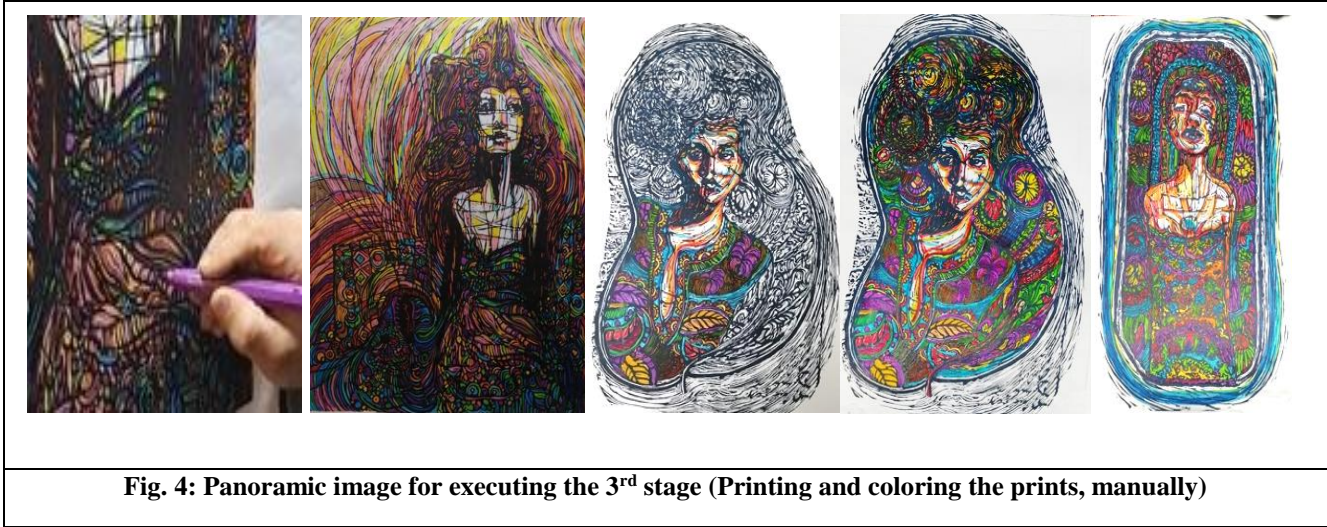 Fig. 4: Panoramic image for executing the 3rd stage (Printing and coloring the prints, manually)